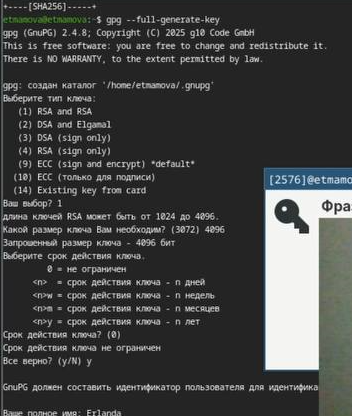 +----[SHA256]-----+
etmamova@etmamova:~$ gpg --full-generate-key
gpg (GnuPG) 2.4.8; Copyright (C) 2025 g10 Code GmbH
This is free software: you are free to change and redistribute it.
There is NO WARRANTY, to the extent permitted by law.
gpg: создан каталог '/home/etmamova/.gnupg'
Выберите тип ключа:
(1) RSA and RSA
(2) DSA and Elgamal
(3) DSA (sign only)
(4) RSA (sign only)
(9) ECC (sign and encrypt) *default*
(10) ECC (только для подписи)
(14) Existing key from card
Ваш выбор? 1
длина ключей RSA может быть от 1024 до 4096.
Какой размер ключа Вам необходим? (3072) 4096
Запрошенный размер ключа - 4096 бит
Выберите срок действия ключа.
0 = не ограничен
<n> = срок действия ключа - n дней
<n>w = срок действия ключа - n недель
<n>m = срок действия ключа - n месяцев
<n>y = срок действия ключа - n лет
Срок действия ключа? (0)
Срок действия ключа не ограничен
Все верно? (y/N) y
GnuPG должен составить идентификатор пользователя для идентифика
Ваше полное имя: Erlanda
[2576]@etmamo
Фра